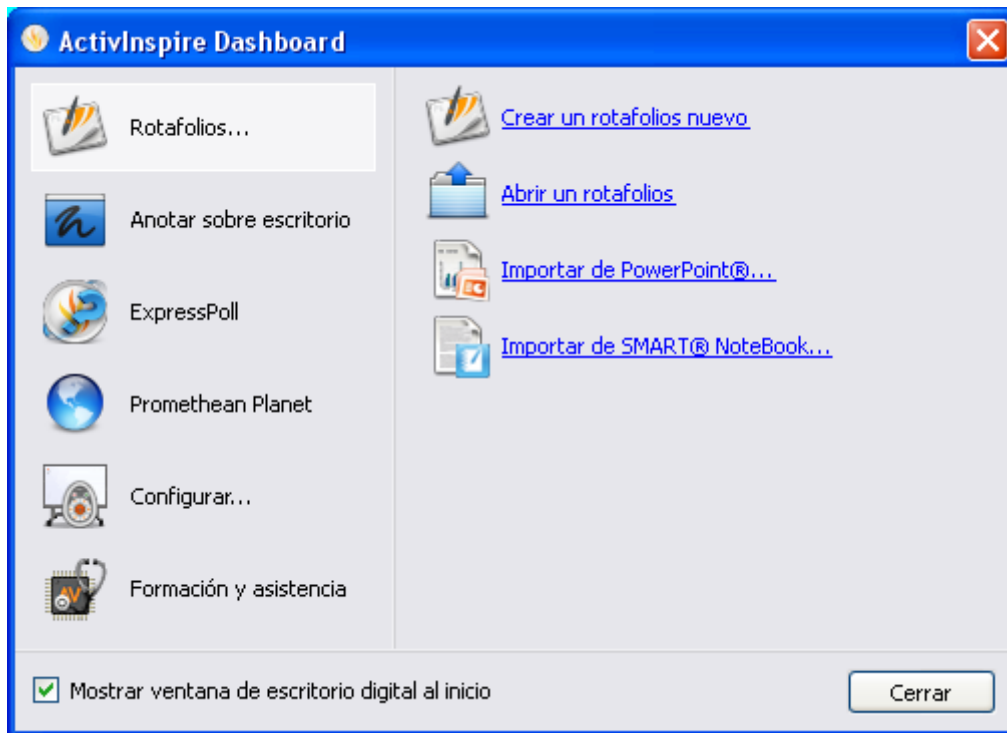 ActivInspire Dashboard
Rotafolios...
Anotar sobre escritorio
ExpressPoll
Promethean Planet
Configurar...
Formación y asistencia
Crear un rotafolios nuevo
Abrir un rotafolios
Importar de PowerPoint®...
Importar de SMART® NoteBook...
Mostrar ventana de escritorio digital al inicio
Cerrar